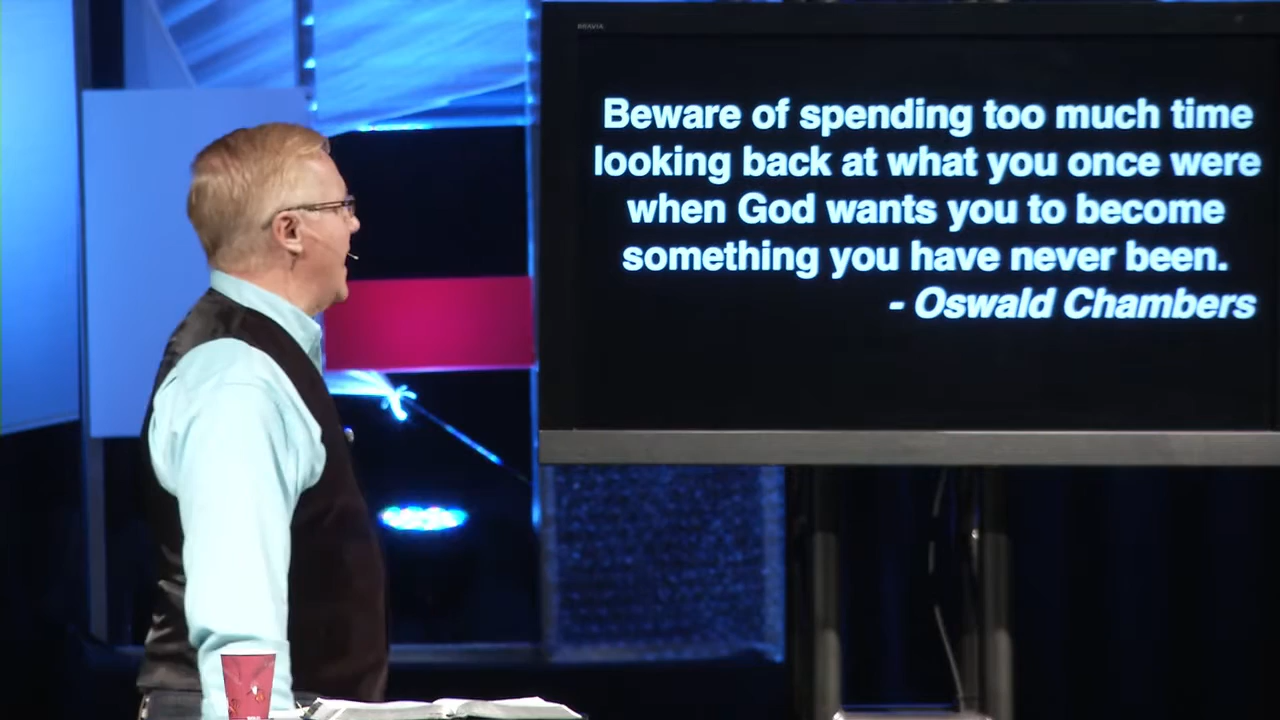 BRAVIA
Beware of spending too much time
looking back at what you once were
when God wants you to become
something you have never been.
- Oswald Chambers